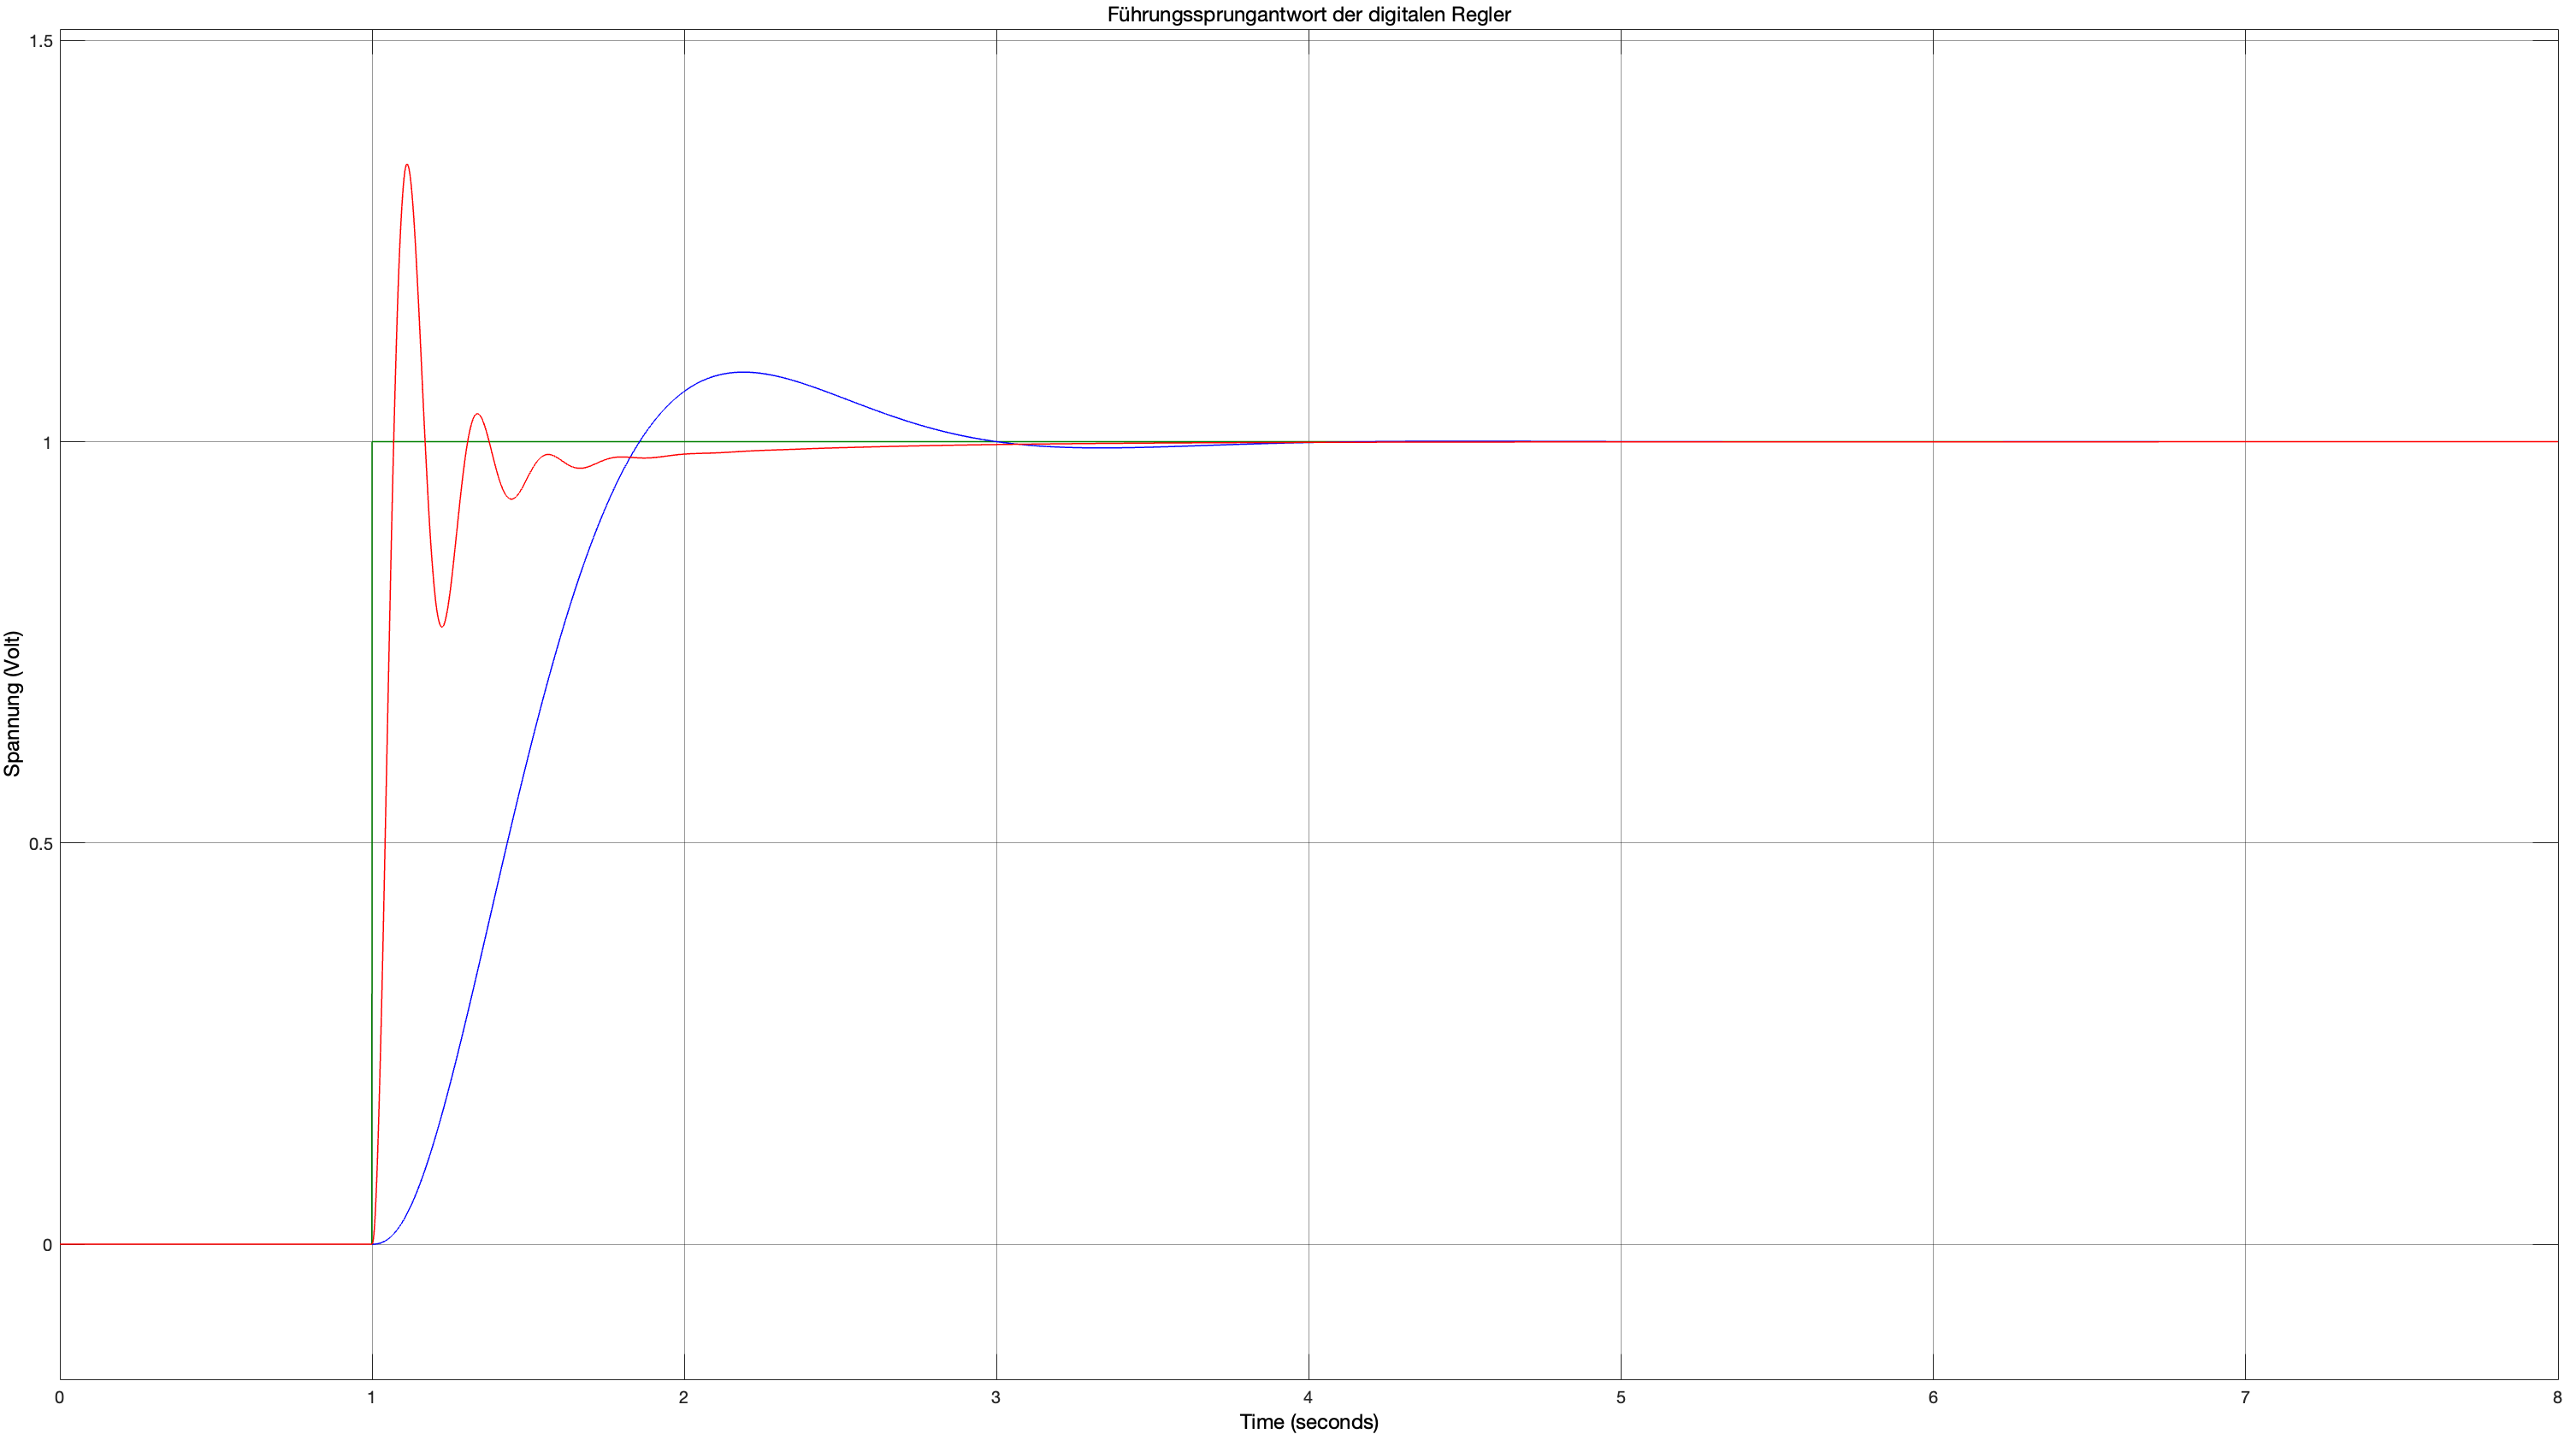 Führungssprungantwort der digitalen Regler
1.5
1
0.5
0
Spannung (Volt)
0 1 2 3 4 5 6 7 8
Time (seconds)